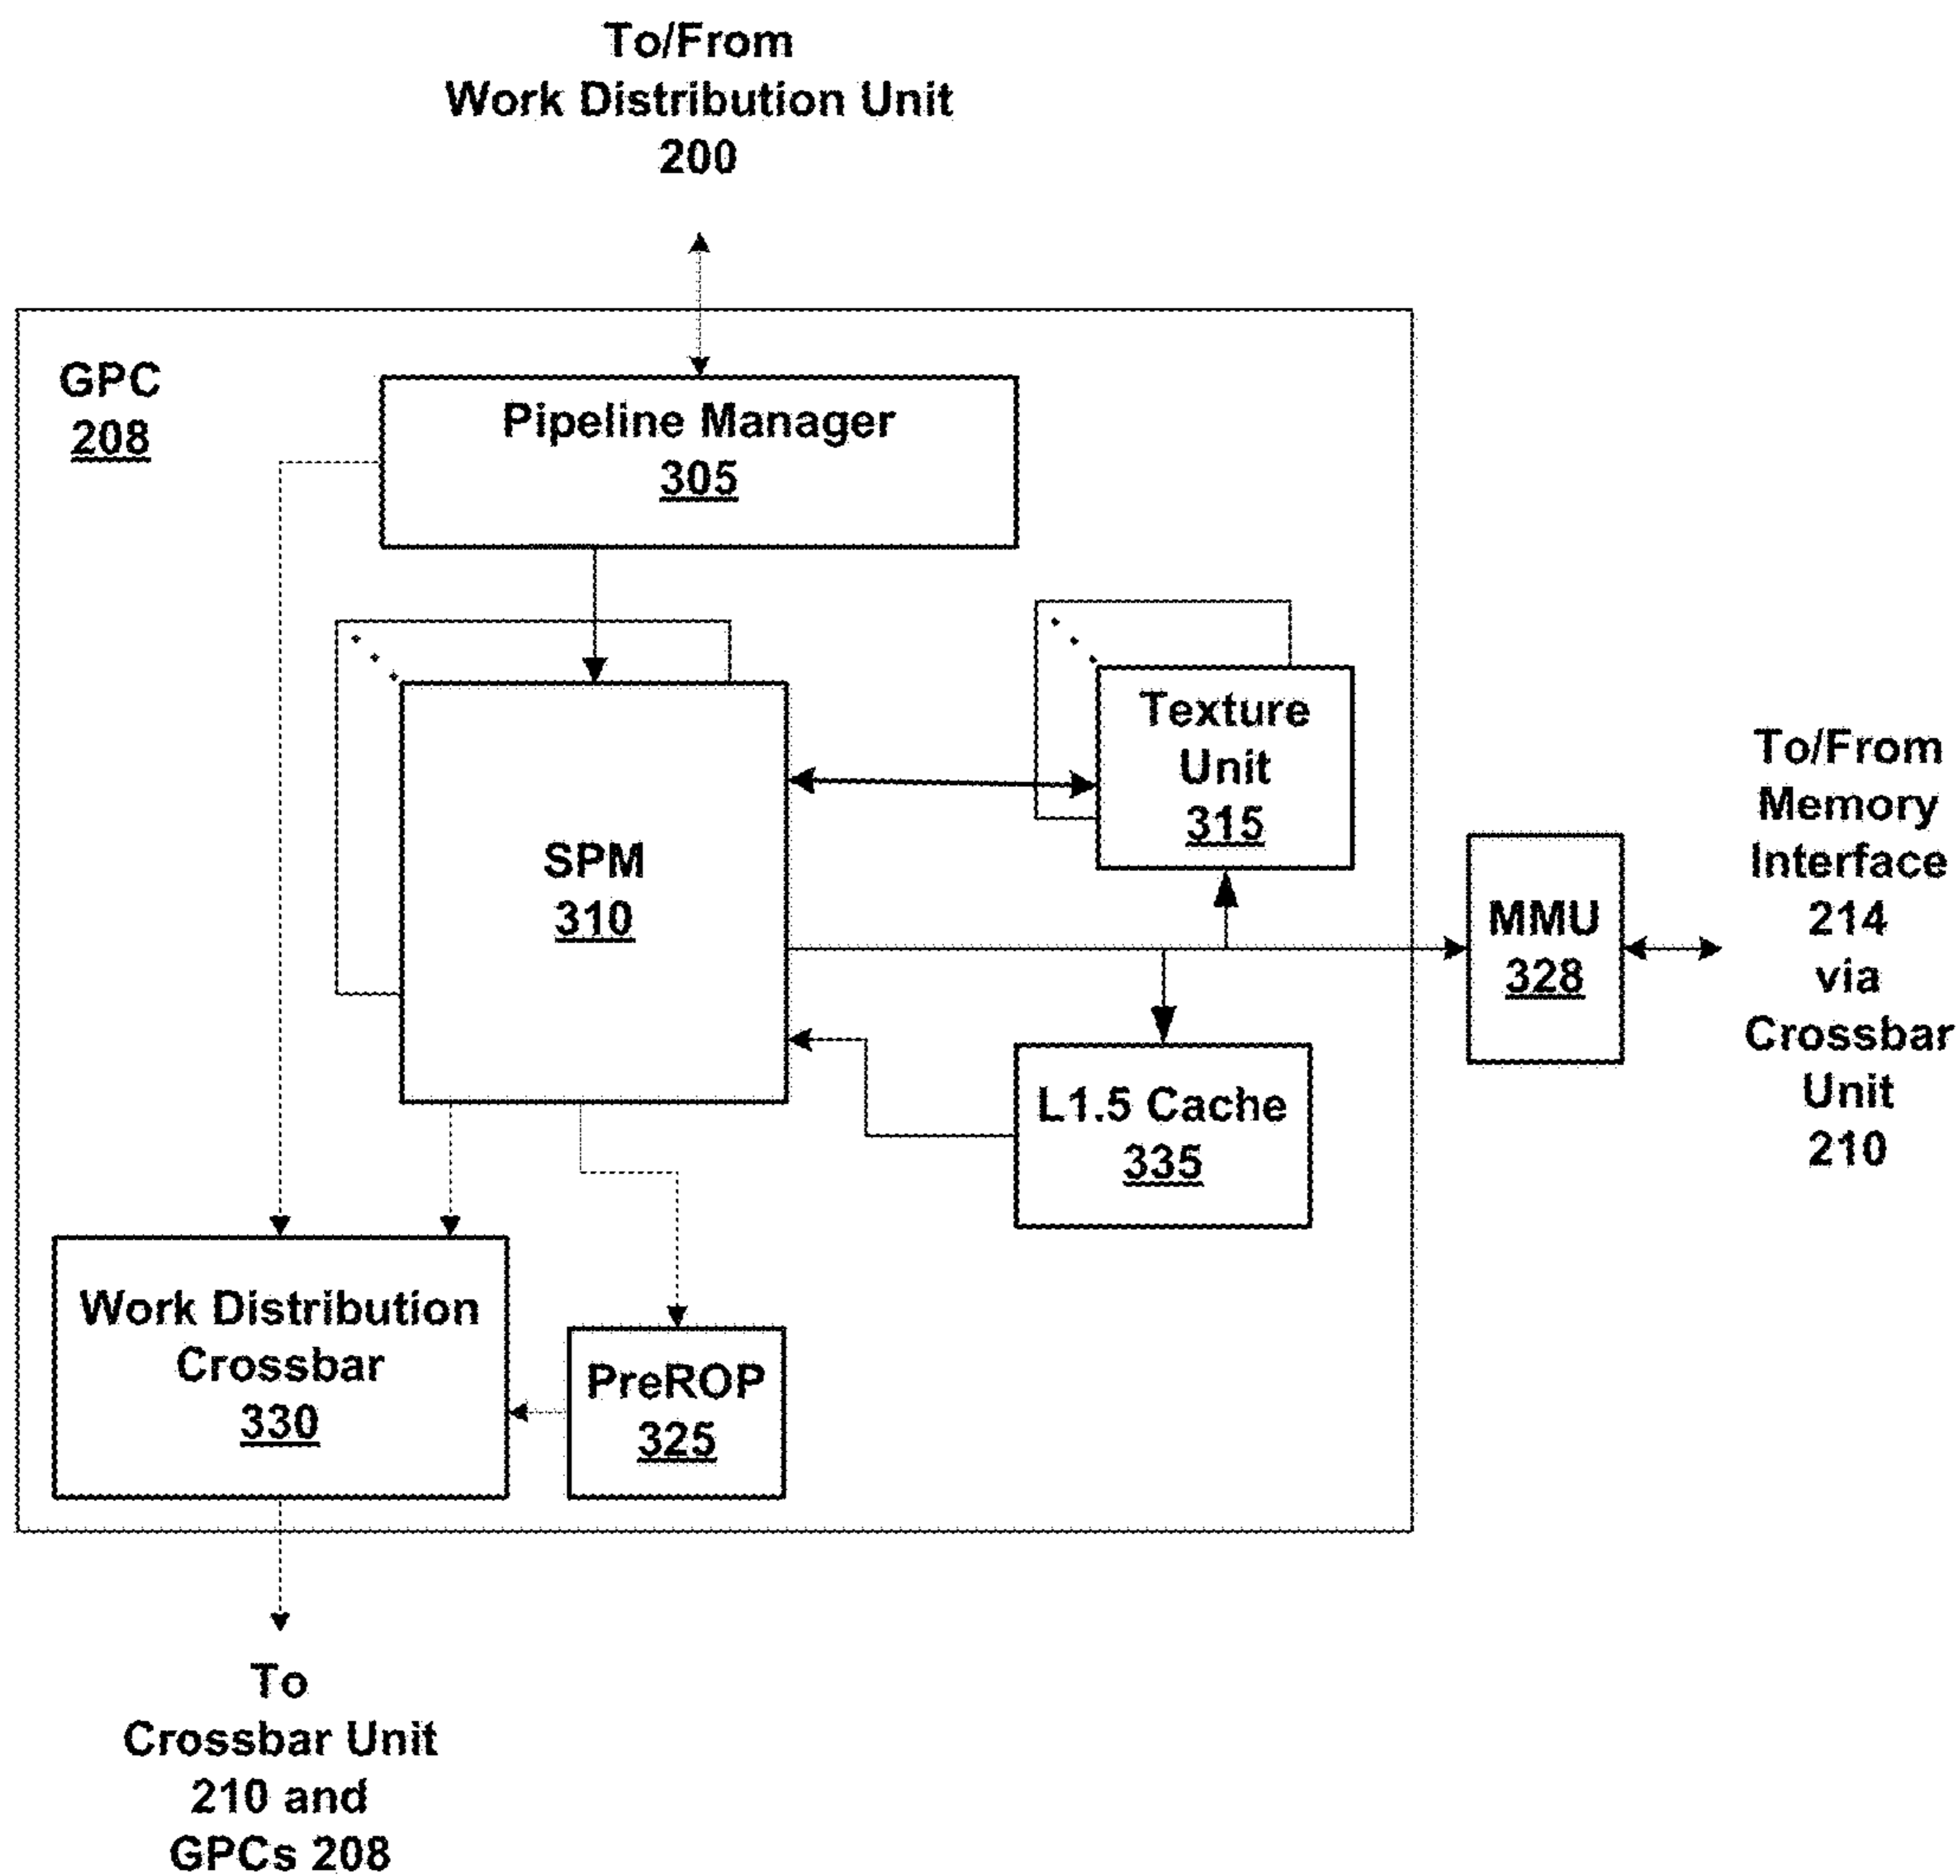 To/From
Work Distribution Unit
200
GPC
208
Pipeline Manager
305
Texture
Unit
315
SPM
310
MMU
328
To/From
Memory
Interface
214
via
Crossbar
Unit
210
L1.5 Cache
335
Work Distribution
Crossbar
330
PreROP
325
To
Crossbar Unit
210 and
GPCs 208